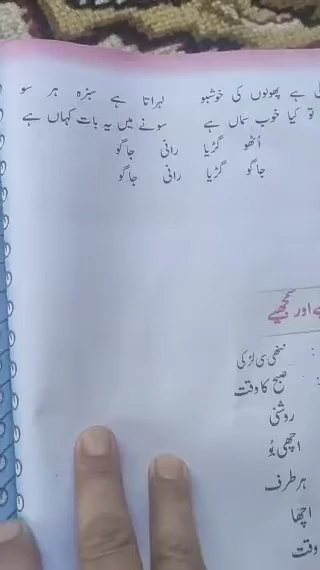 ہے پھولوں کی خوشبو لہراتا ہے سبزہ ہر سو
تو کیا خوب سماں ہے سونے میں یہ بات کہاں ہے
اُٹھو گڑیا رانی جاگو
جاگو گڑیا رانی جاگو
اور سمجھیے
ننھی سی لڑکی
صبح کا وقت
روشنی
اچھی بُو
ہر طرف
اچھا
وقت